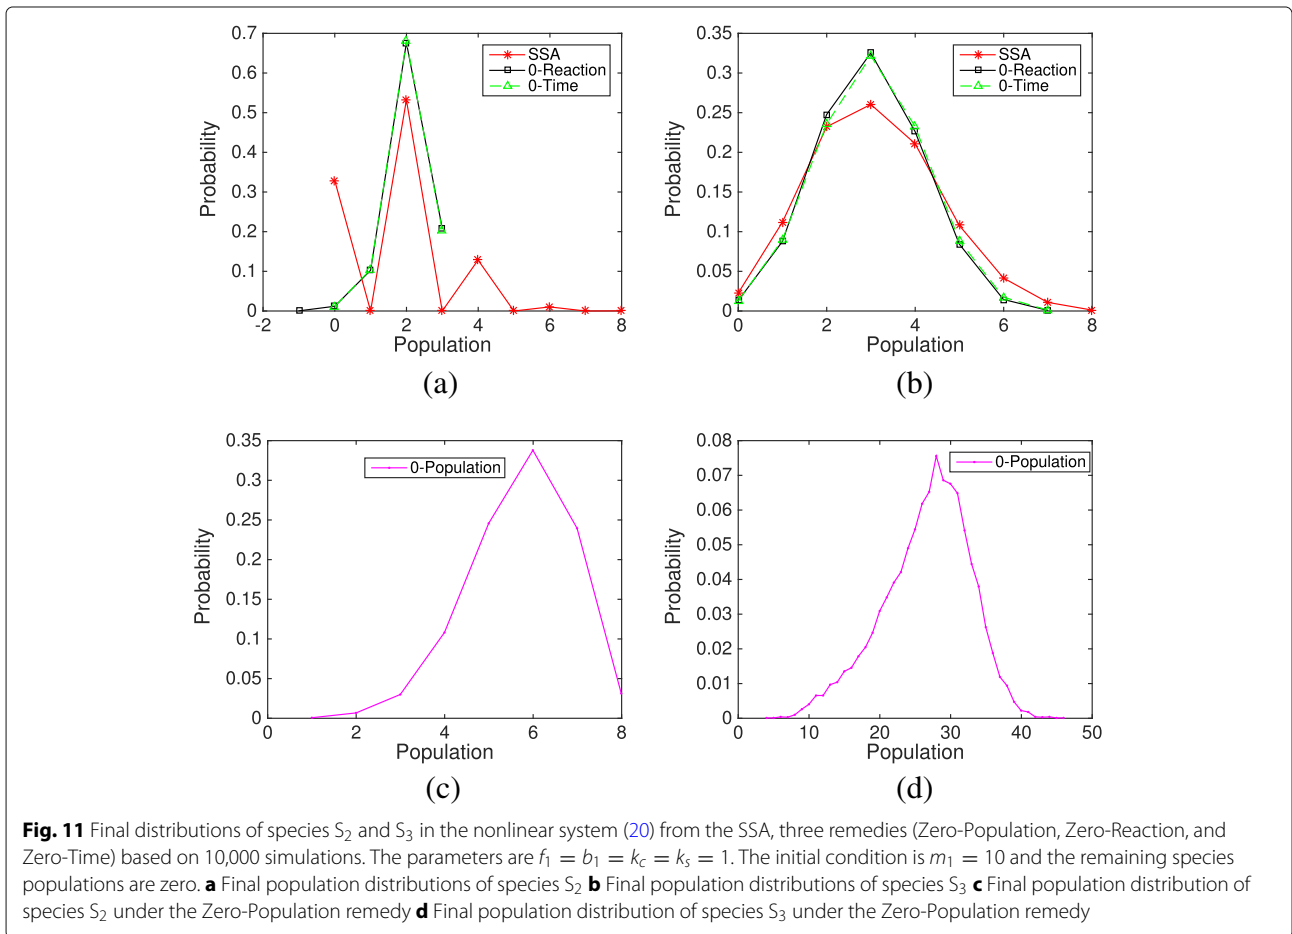 0.7
0.6
0.5
0.4
0.3
0.2
0.1
0
-2 0 2 4 6 8
Probability
Population
SSA
0-Reaction
0-Time
(a)
0.35
0.3
0.25
0.2
0.15
0.1
0.05
0
0 2 4 6 8
Probability
Population
SSA
0-Reaction
0-Time
(b)
0.35
0.3
0.25
0.2
0.15
0.1
0.05
0
0 2 4 6 8
Probability
Population
0-Population
(c)
0.08
0.07
0.06
0.05
0.04
0.03
0.02
0.01
0
0 10 20 30 40 50
Probability
Population
0-Population
(d)
Fig. 11 Final distributions of species S₂ and S₃ in the nonlinear system (20) from the SSA, three remedies (Zero-Population, Zero-Reaction, and
Zero-Time) based on 10,000 simulations. The parameters are f₁ = b₁ = k_c = k_s = 1. The initial condition is m₁ = 10 and the remaining species
populations are zero. a Final population distributions of species S₂ b Final population distributions of species S₃ c Final population distribution of
species S₂ under the Zero-Population remedy d Final population distribution of species S₃ under the Zero-Population remedy